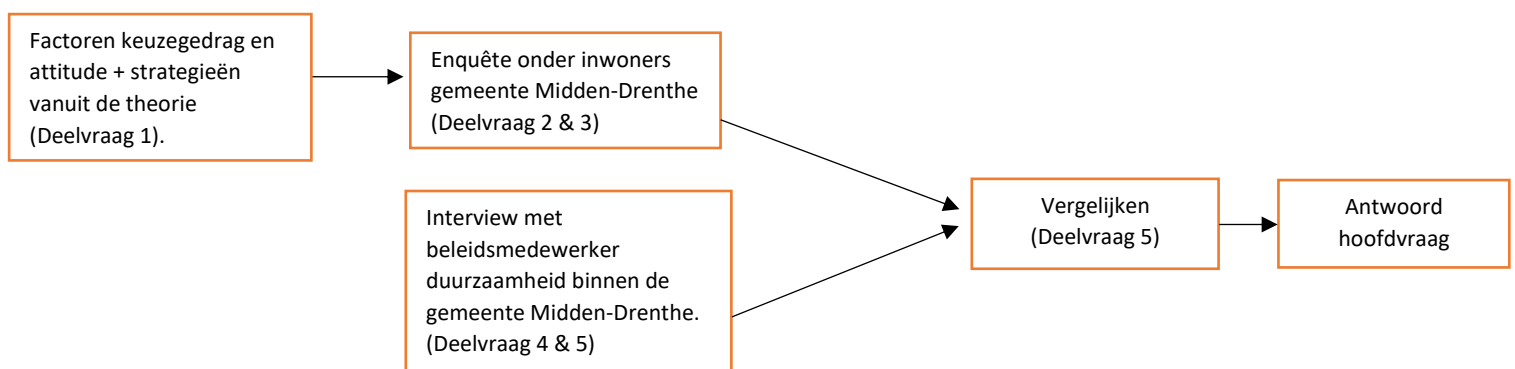 Factoren keuzegedrag en
attitude + strategieën
vanuit de theorie
(Deelvraag 1).
Enquête onder inwoners
gemeente Midden-Drenthe
(Deelvraag 2 & 3)
Interview met
beleidsmedewerker
duurzaamheid binnen de
gemeente Midden-Drenthe.
(Deelvraag 4 & 5)
Vergelijken
(Deelvraag 5)
Antwoord
hoofdvraag